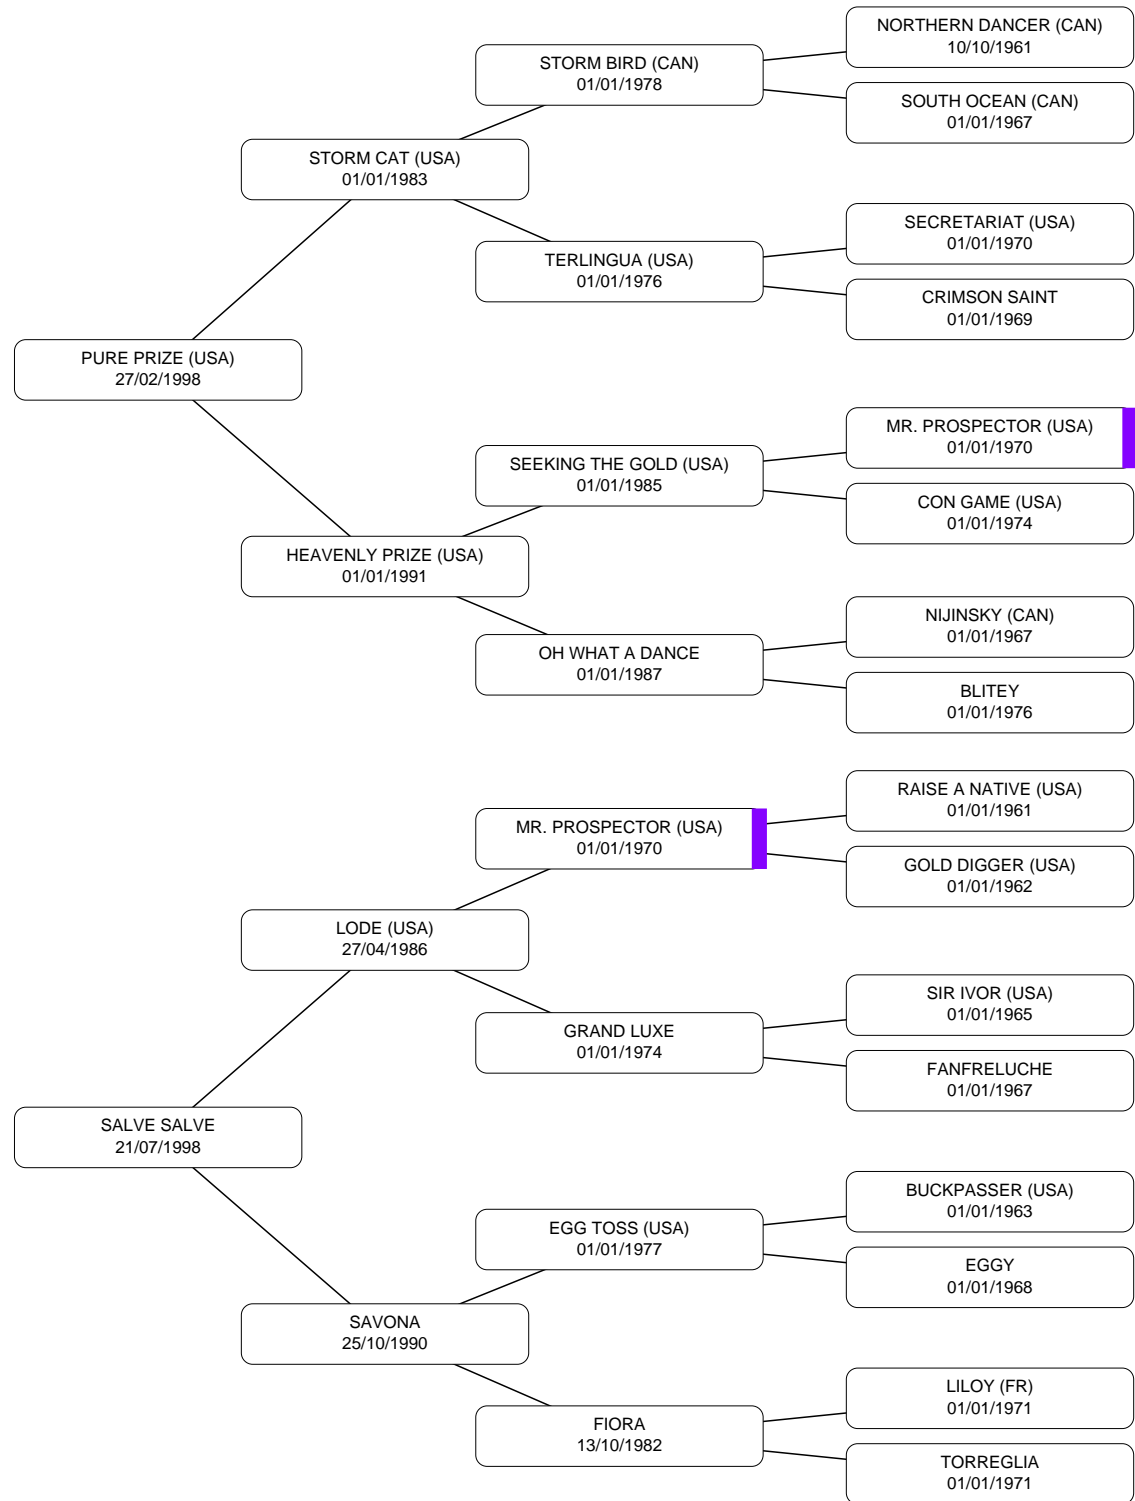 NORTHERN DANCER (CAN)
10/10/1961
STORM BIRD (CAN)
01/01/1978
SOUTH OCEAN (CAN)
01/01/1967
STORM CAT (USA)
01/01/1983
SECRETARIAT (USA)
01/01/1970
TERLINGUA (USA)
01/01/1976
CRIMSON SAINT
01/01/1969
PURE PRIZE (USA)
27/02/1998
MR. PROSPECTOR (USA)
01/01/1970
SEEKING THE GOLD (USA)
01/01/1985
CON GAME (USA)
01/01/1974
HEAVENLY PRIZE (USA)
01/01/1991
NIJINSKY (CAN)
01/01/1967
OH WHAT A DANCE
01/01/1987
BLITEY
01/01/1976
RAISE A NATIVE (USA)
01/01/1961
MR. PROSPECTOR (USA)
01/01/1970
GOLD DIGGER (USA)
01/01/1962
LODE (USA)
27/04/1986
SIR IVOR (USA)
01/01/1965
GRAND LUXE
01/01/1974
FANFRELUCHE
01/01/1967
SALVE SALVE
21/07/1998
BUCKPASSER (USA)
01/01/1963
EGG TOSS (USA)
01/01/1977
EGGY
01/01/1968
SAVONA
25/10/1990
LILOY (FR)
01/01/1971
FIORA
13/10/1982
TORREGLIA
01/01/1971